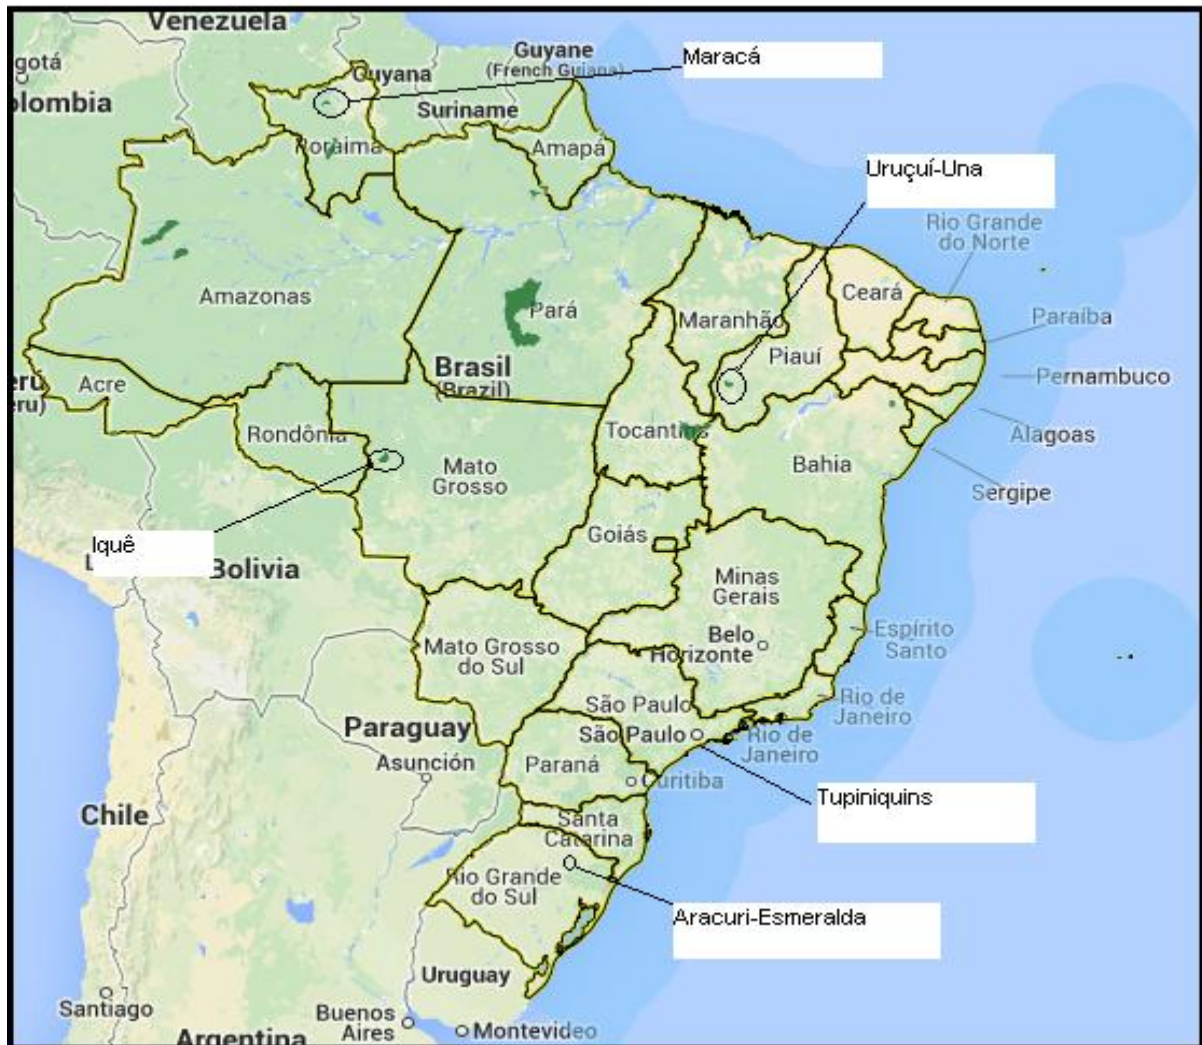 Venezuela
gotá
olombia
Guyana
Guyane
(French Guiana)
Maracá
Suriname
Roraima
Amapá
Uruçuí-Una
Rio Grande
do Norte
Amazonas
Pará
Maranhão
Ceará
Piauí
Paraíba
Pernambuco
Alagoas
Sergipe
eru
eru)
Acre
Brasil
(Brazil)
Rondônia
Tocantins
Mato
Grosso
Bahia
Iquê
Bolivia
Goiás
Minas
Gerais
Belo
Horizonte
Espírito
Santo
Mato Grosso
do Sul
São Paulo
São Paulo
Rio de
Janeiro
Rio de
Janeiro
Paraguay
Asunción
Paraná
Curitiba
Tupiniquins
Chile
Santa
Catarina
Rio Grande
do Sul
Aracuri-Esmeralda
Uruguay
Santiago
Buenos
Aires
Montevideo
Argentina